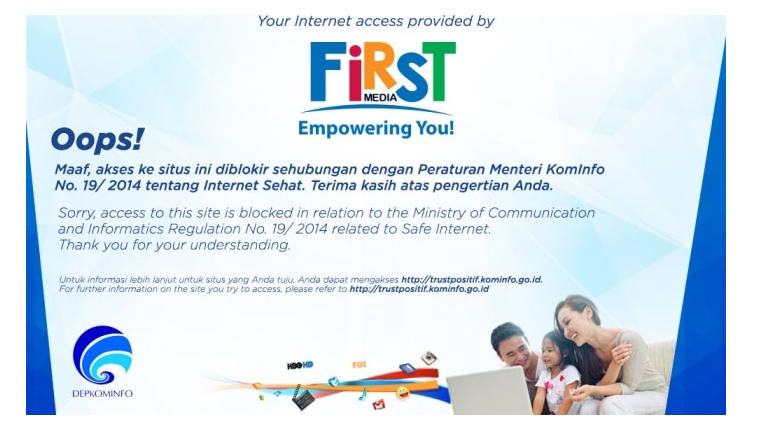 Your Internet access provided by
FiRST
MEDIA
Empowering You!
Oops!
Maaf, akses ke situs ini diblokir sehubungan dengan Peraturan Menteri KomInfo
No. 19/ 2014 tentang Internet Sehat. Terima kasih atas pengertian Anda.
Sorry, access to this site is blocked in relation to the Ministry of Communication
and Informatics Regulation No. 19/ 2014 related to Safe Internet.
Thank you for your understanding.
Untuk informasi lebih lanjut untuk situs yang Anda tuju, Anda dapat mengakses http://trustpositif.kominfo.go.id.
For further information on the site you try to access, please refer to http://trustpositif.kominfo.go.id
HBO HD
FOX
DEPKOMINFO